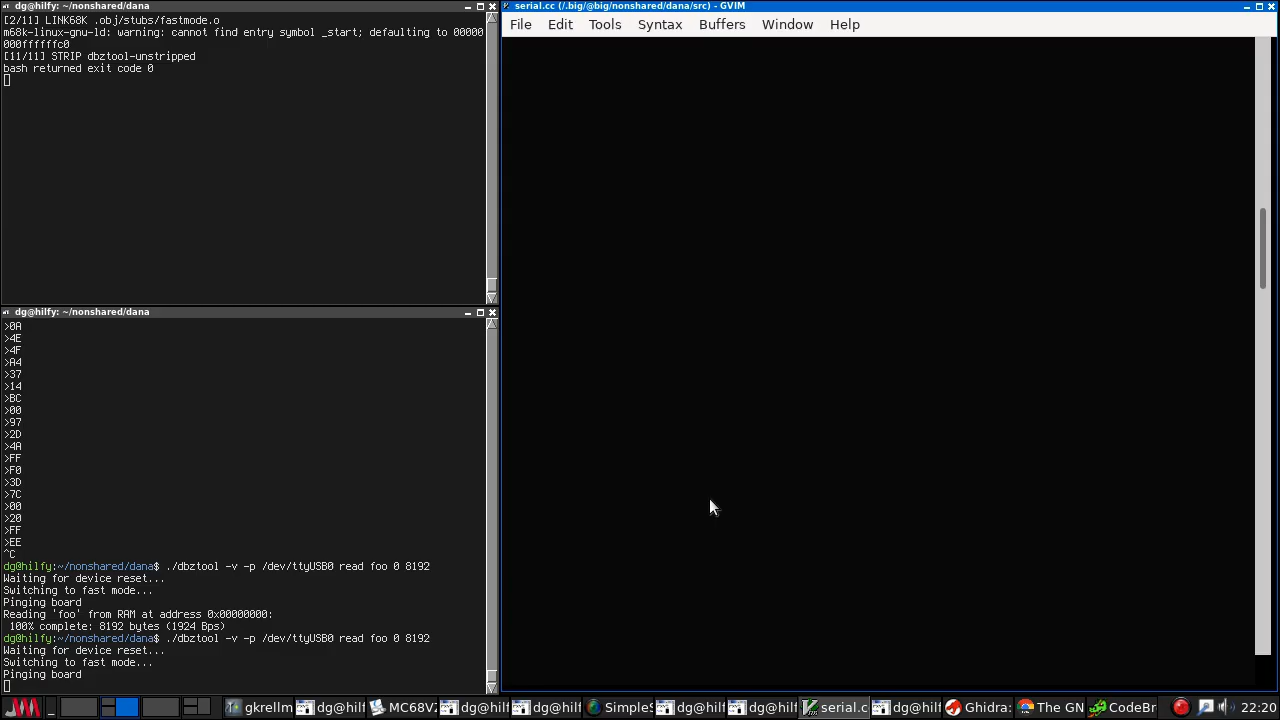 dg@hilfy: ~/nonshared/dana
[2/11] LINK68K .obj/stubs/fastmode.o
m68k-linux-gnu-ld: warning: cannot find entry symbol _start; defaulting to 00000
000ffffffc0
[11/11] STRIP dbztool-unstripped
bash returned exit code 0
dg@hilfy: ~/nonshared/dana
>0A
>4E
>4F
>A4
>37
>14
>BC
>00
>97
>2D
>4A
>FF
>F0
>3D
>7C
>00
>20
>FF
>EE
^C
dg@hilfy:~/nonshared/dana$ ./dbztool -v -p /dev/ttyUSB0 read foo 0 8192
Waiting for device reset...
Switching to fast mode...
Pinging board
Reading 'foo' from RAM at address 0x00000000:
100% complete: 8192 bytes (1924 Bps)
dg@hilfy:~/nonshared/dana$ ./dbztool -v -p /dev/ttyUSB0 read foo 0 8192
Waiting for device reset...
Switching to fast mode...
Pinging board
serial.cc (/.big/@big/nonshared/dana/src) - GVIM
File Edit Tools Syntax Buffers Window Help
gkrellm dg@hilf MC68VZ dg@hilf dg@hilf SimpleS dg@hilf dg@hilf serial.c dg@hilf Ghidra: The GN CodeBr 22:20